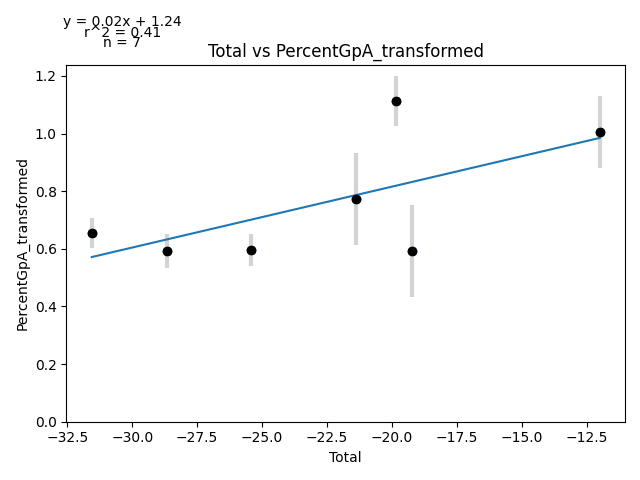 y = 0.02x + 1.24
r^2 = 0.41
n = 7
Total vs PercentGpA_transformed
1.2
1.0
0.8
0.6
0.4
0.2
0.0
PercentGpA_transformed
−32.5 −30.0 −27.5 −25.0 −22.5 −20.0 −17.5 −15.0 −12.5
Total